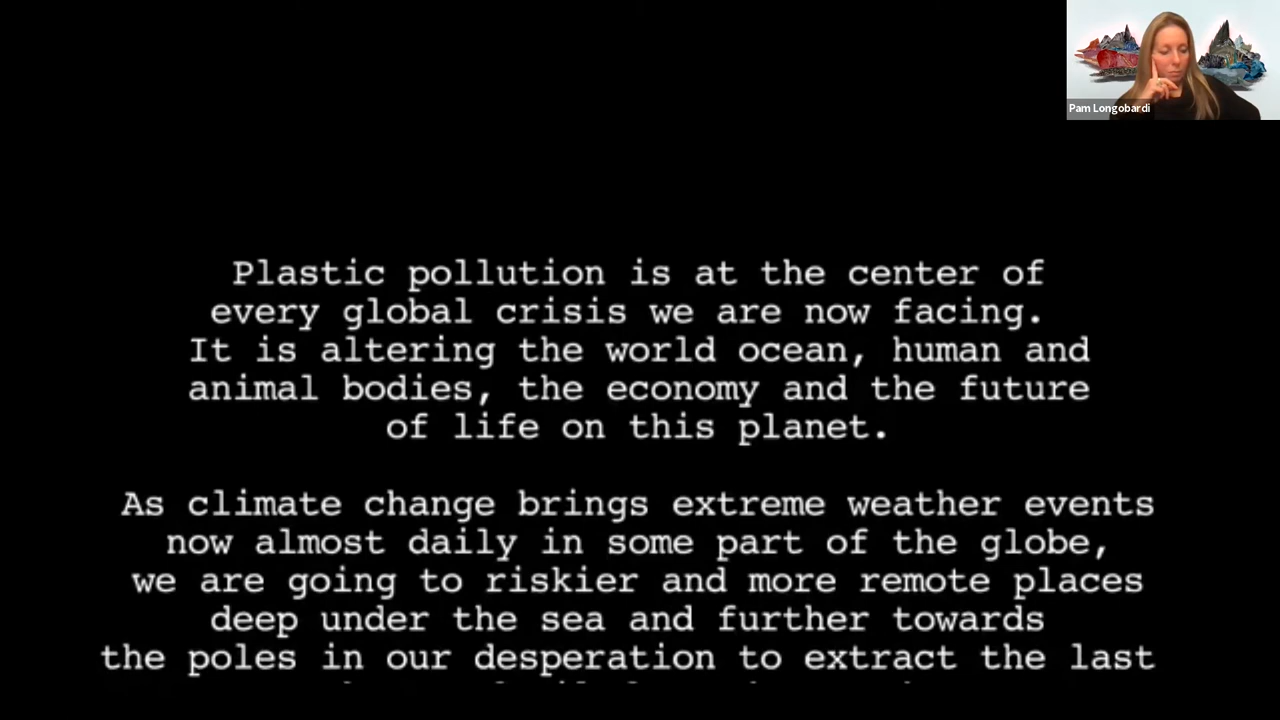 Pam Longobardi
Plastic pollution is at the center of
every global crisis we are now facing.
It is altering the world ocean, human and
animal bodies, the economy and the future
of life on this planet.
As climate change brings extreme weather events
now almost daily in some part of the globe,
we are going to riskier and more remote places
deep under the sea and further towards
the poles in our desperation to extract the last